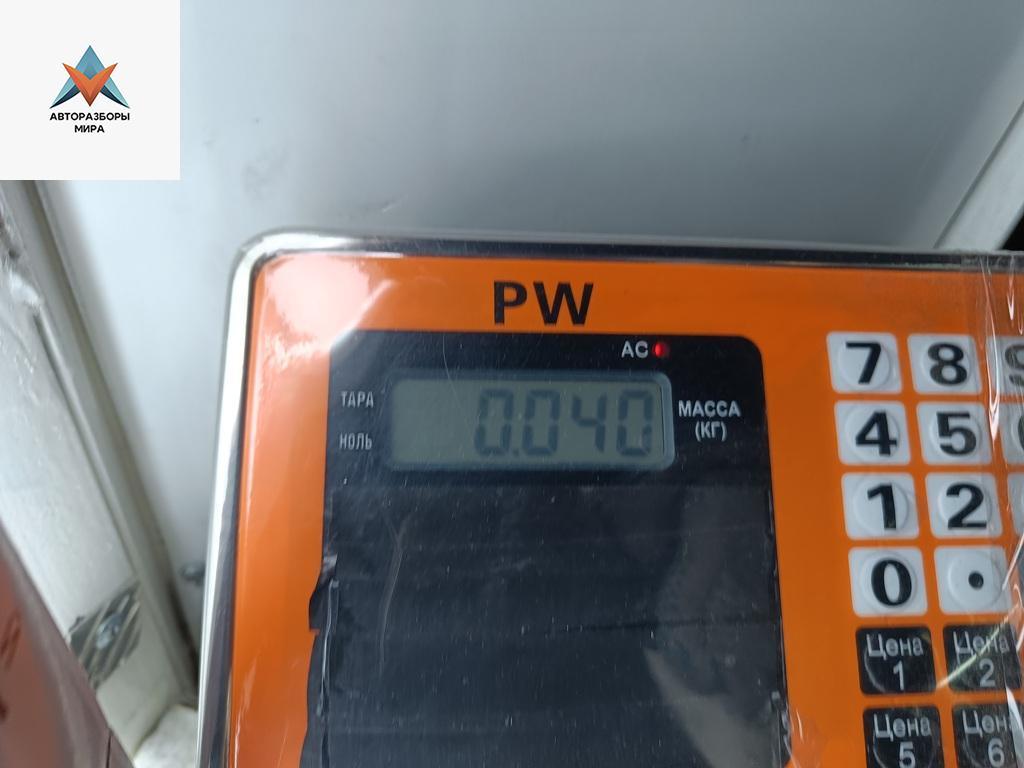 АВТОРАЗБОРЫ
МИРА
PW
AC
ТАРА
НОЛЬ
0.040
МАССА
(КГ)
7 8 9
4 5
1 2
0 .
Цена 1
Цена 2
Цена 5
Цена 6